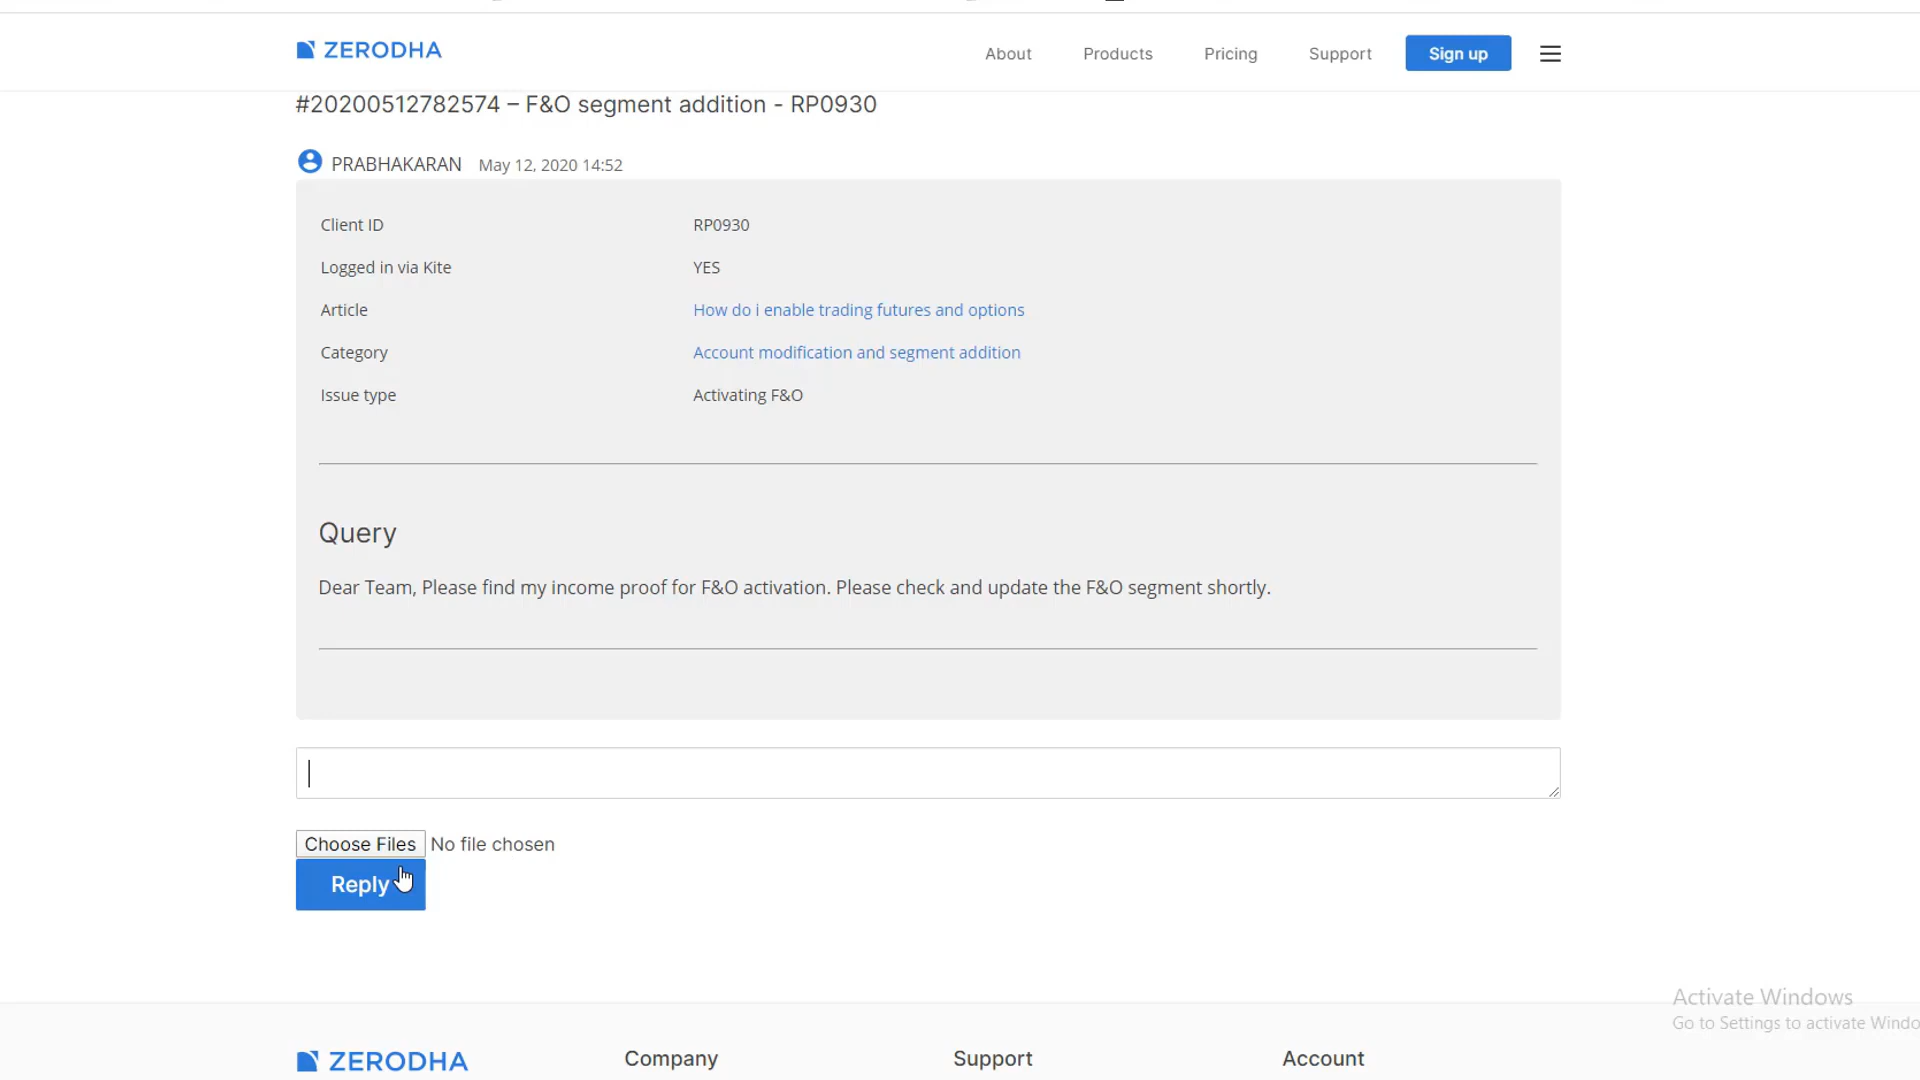 ZERODHA
About Products Pricing Support Sign up
#20200512782574 – F&O segment addition - RP0930
PRABHAKARAN May 12, 2020 14:52
Client ID RP0930
Logged in via Kite YES
Article How do i enable trading futures and options
Category Account modification and segment addition
Issue type Activating F&O
Query
Dear Team, Please find my income proof for F&O activation. Please check and update the F&O segment shortly.
Choose Files No file chosen
Reply
Activate Windows
Go to Settings to activate Windo
ZERODHA Company Support Account